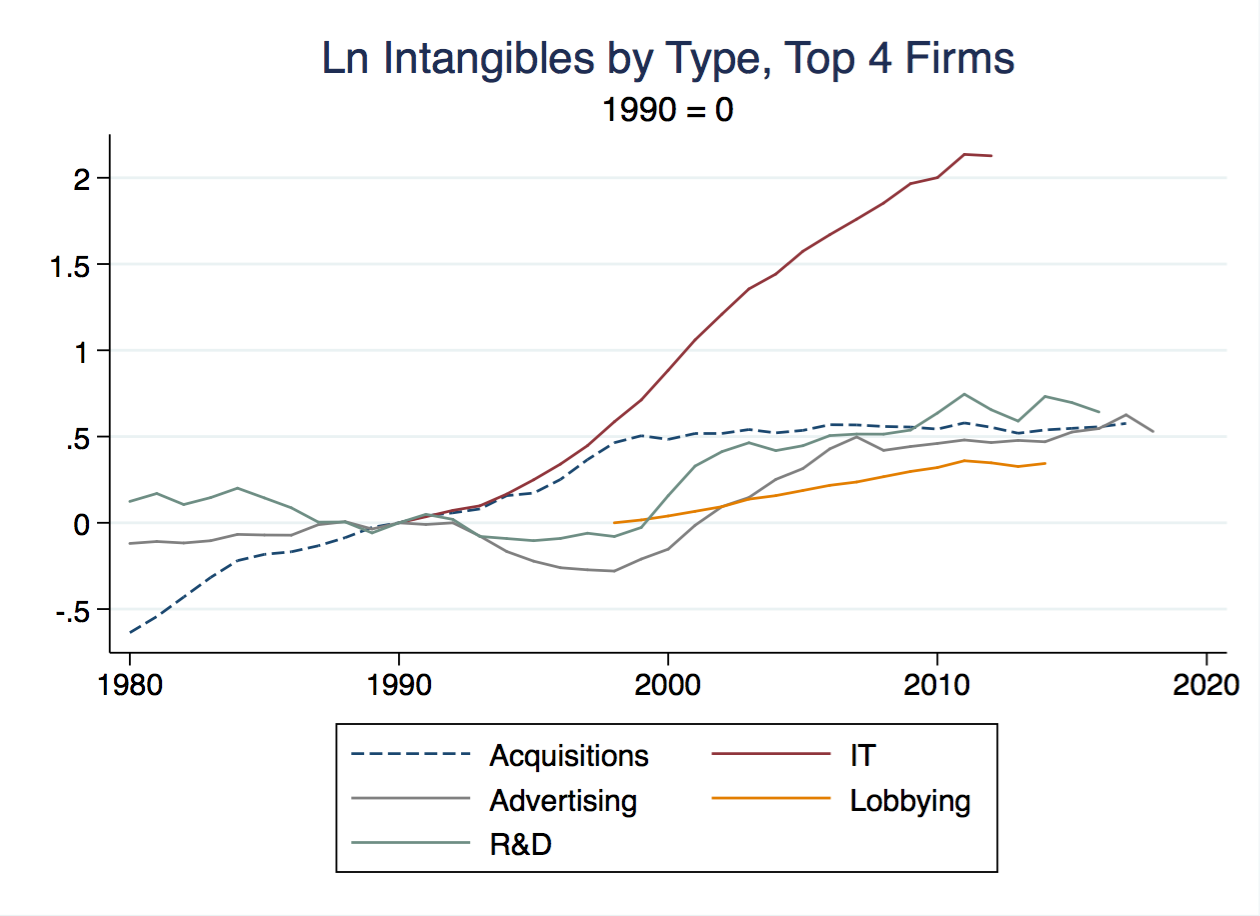 Ln Intangibles by Type, Top 4 Firms
1990 = 0
2
1.5
1
.5
0
-.5
1980 1990 2000 2010 2020
Acquisitions IT
Advertising Lobbying
R&D